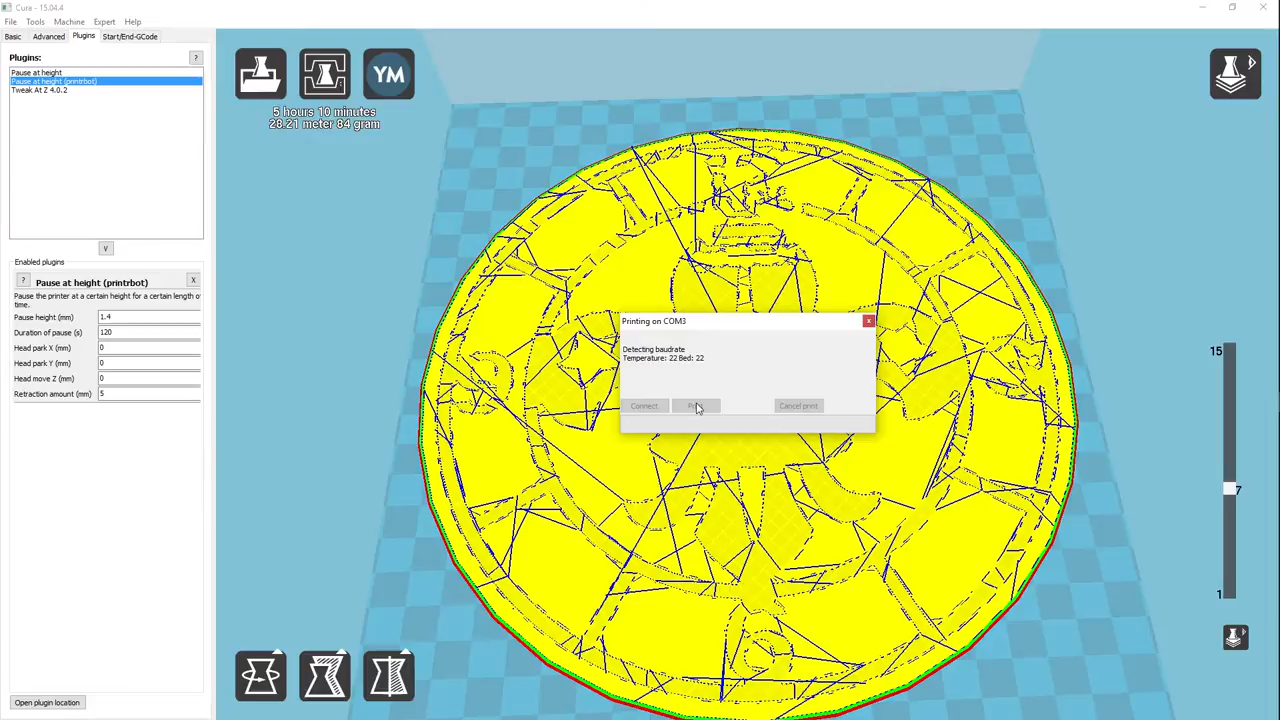 Cura - 15.04.4
File Tools Machine Expert Help
Basic Advanced Plugins Start/End-GCode
Plugins: ?
Pause at height
Pause at height (printrbot)
Tweak At Z 4.0.2
V
Enabled plugins
? Pause at height (printrbot) X
Pause the printer at a certain height for a certain length o
time.
Pause height (mm) 1.4
Duration of pause (s) 120
Head park X (mm) 0
Head park Y (mm) 0
Head move Z (mm) 0
Retraction amount (mm) 5
Open plugin location
YM
5 hours 10 minutes
28.21 meter 84 gram
Printing on COM3 x
Detecting baudrate
Temperature: 22 Bed: 22
Connect Print Cancel print
15
7
1